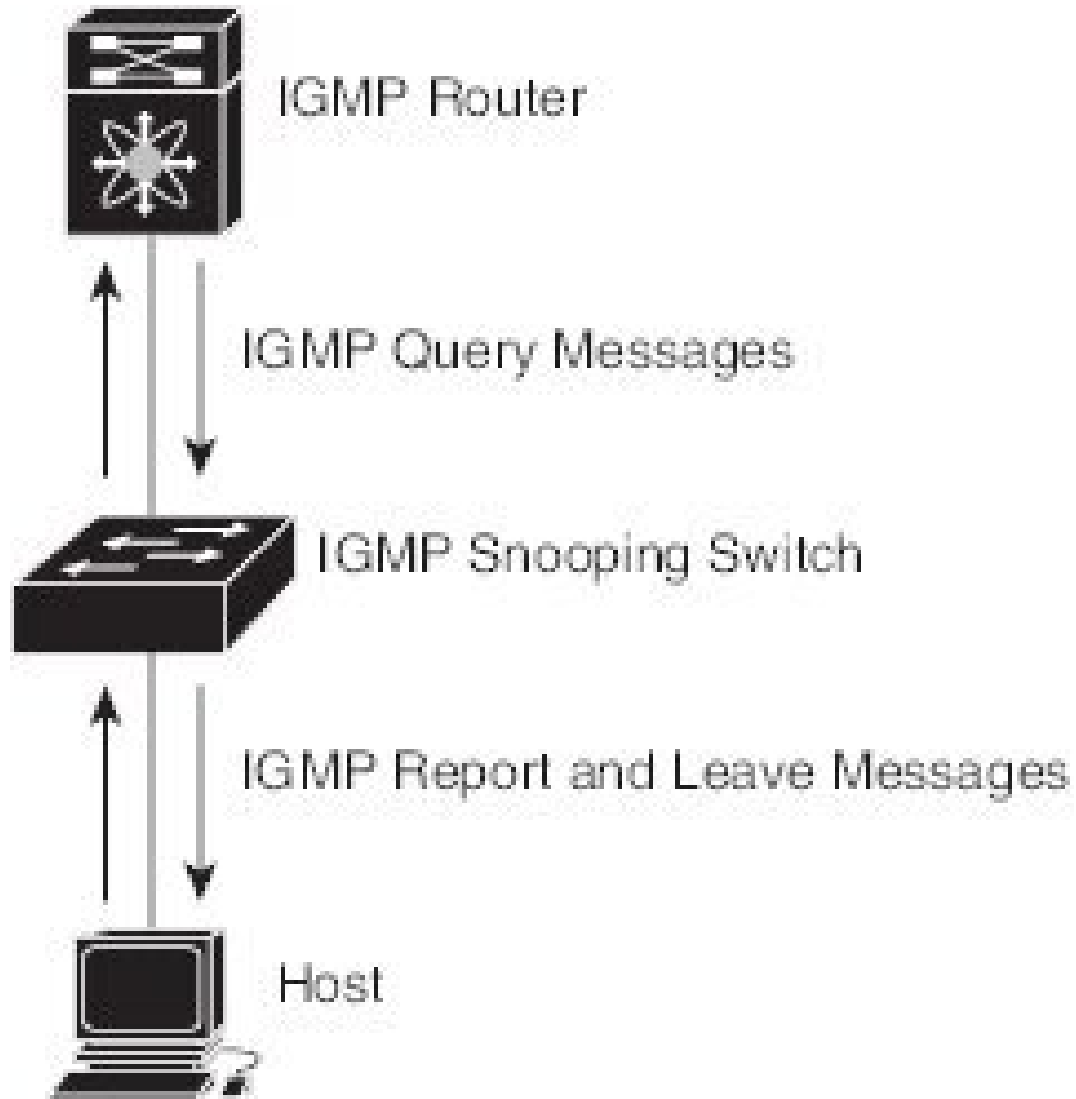 IGMP Router
IGMP Query Messages
IGMP Snooping Switch
IGMP Report and Leave Messages
Host